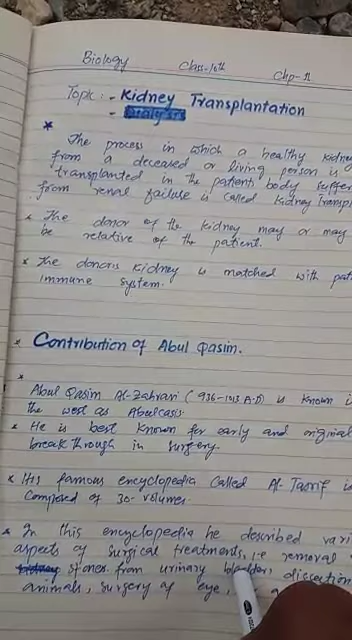 Biology Class-10th Chp-11
Topic:- Kidney Transplantation
- 
* The process in which a healthy kidney
from a deceased or living person is
transplanted in the patients body suffer
from renal failure is called Kidney Transpl
* The donor of the kidney may or may
be relative of the patient.
* The donors kidney is matched with pat
immune system.
* Contribution of Abul Qasim.
*
Abul Qasim Al-Zahravi (936-1013 A.D) is known i
the west as Abulcasis.
* He is best known for early and original
break through in surgery.
* His famous encyclopedia called Al-Tasrif is
composed of 30-volumes.
* In this encyclopedia he described vari
aspects of surgical treatments, i.e removal
stones from urinary bladder, dissection
animals, surgery of eye,